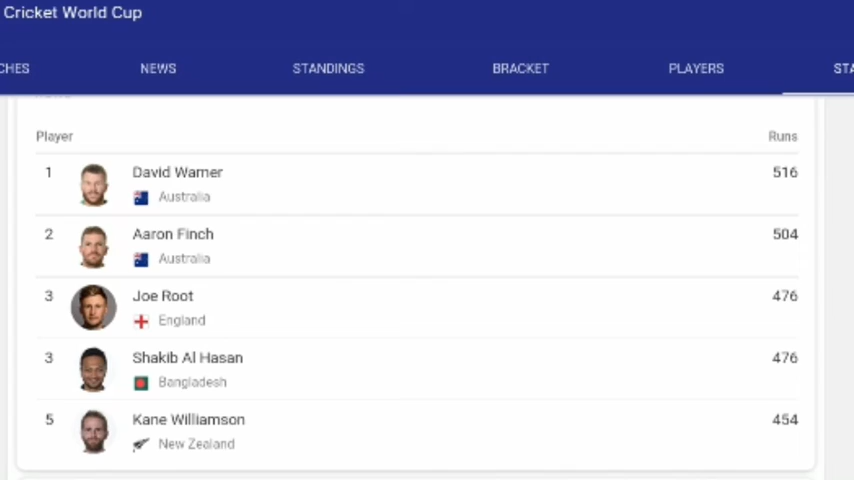 Cricket World Cup
CHES NEWS STANDINGS BRACKET PLAYERS STA
Player Runs
1 David Warner 516
Australia
2 Aaron Finch 504
Australia
3 Joe Root 476
England
3 Shakib Al Hasan 476
Bangladesh
5 Kane Williamson 454
New Zealand